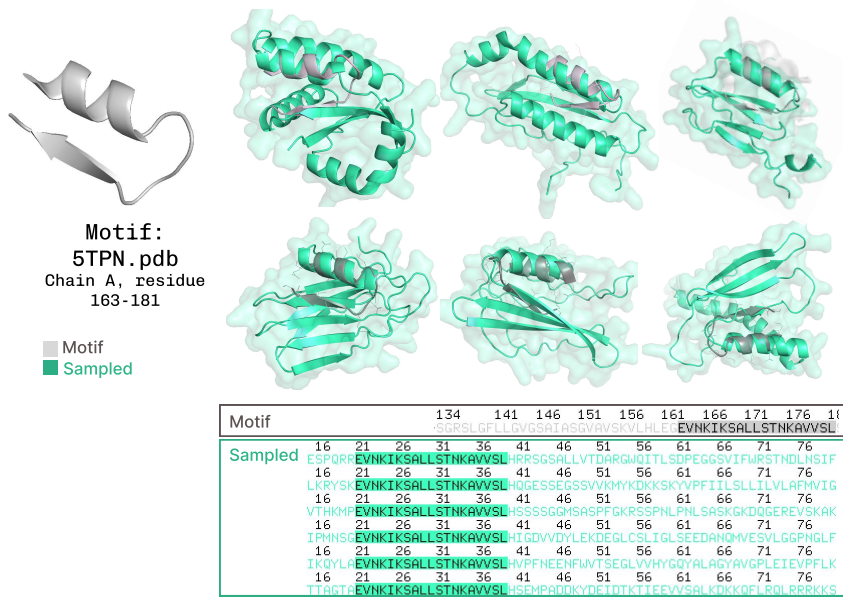 Motif:
5TPN.pdb
Chain A, residue
163-181
Motif
Sampled
134 141 146 151 156 161 166 171 176 18
Motif SGRSLGFLLGVGSAIASGVAVSKVLHLEGEVNKIKSALLSTNKAVVSL
Sampled 16 21 26 31 36 41 46 51 56 61 66 71 76
ESPQRREVNKIKSALLSTNKAVVSLHRRSGSALLVTDARGWQITLSDPEGGSVIFWRSTNDLNSIF
16 21 26 31 36 41 46 51 56 61 66 71 76
LKRYSKEVNKIKSALLSTNKAVVSLHQGESSEGSSVVKMYKDKKSKYVPFIILSLLILVLAFMVIG
16 21 26 31 36 41 46 51 56 61 66 71 76
VTHKMPEVNKIKSALLSTNKAVVSLHSSSSGGMSASPFGKRSSPNLPNLSASKGKDQGEREVSKAK
16 21 26 31 36 41 46 51 56 61 66 71 76
IPMNSGEVNKIKSALLSTNKAVVSLHIGDVVDYLEKDEGLCSLIGLSEEDANQMVESVLGGPNGLF
16 21 26 31 36 41 46 51 56 61 66 71 76
IKQYLAEVNKIKSALLSTNKAVVSLHVPFNEENFWVTSEGLVVHYGQYALAGYAVGPLEIEVPFLK
16 21 26 31 36 41 46 51 56 61 66 71 76
TTAGTAEVNKIKSALLSTNKAVVSLHSEMPADDKYDEIDTKTIEEVVSALKDKKQFLRQLRRRKKS